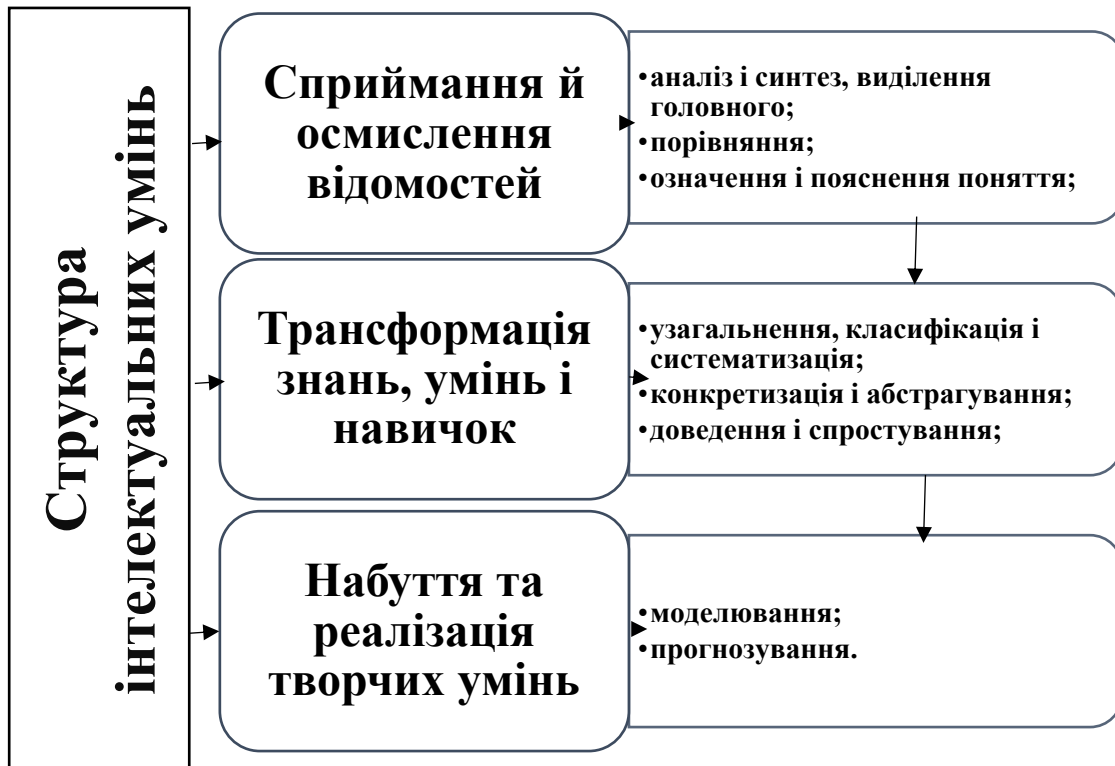 Структура
інтелектуальних умінь
Сприймання й
осмислення
відомостей
•аналіз і синтез, виділення
головного;
•порівняння;
•означення і пояснення поняття;
Трансформація
знань, умінь і
навичок
•узагальнення, класифікація і
систематизація;
•конкретизація і абстрагування;
•доведення і спростування;
Набуття та
реалізація
творчих умінь
•моделювання;
•прогнозування.